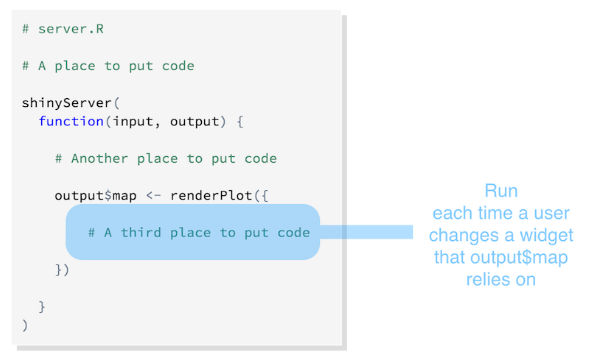 # server.R
# A place to put code
shinyServer(
function(input, output) {
# Another place to put code
output$map <- renderPlot({
# A third place to put code
})
}
)
Run
each time a user
changes a widget
that output$map
relies on